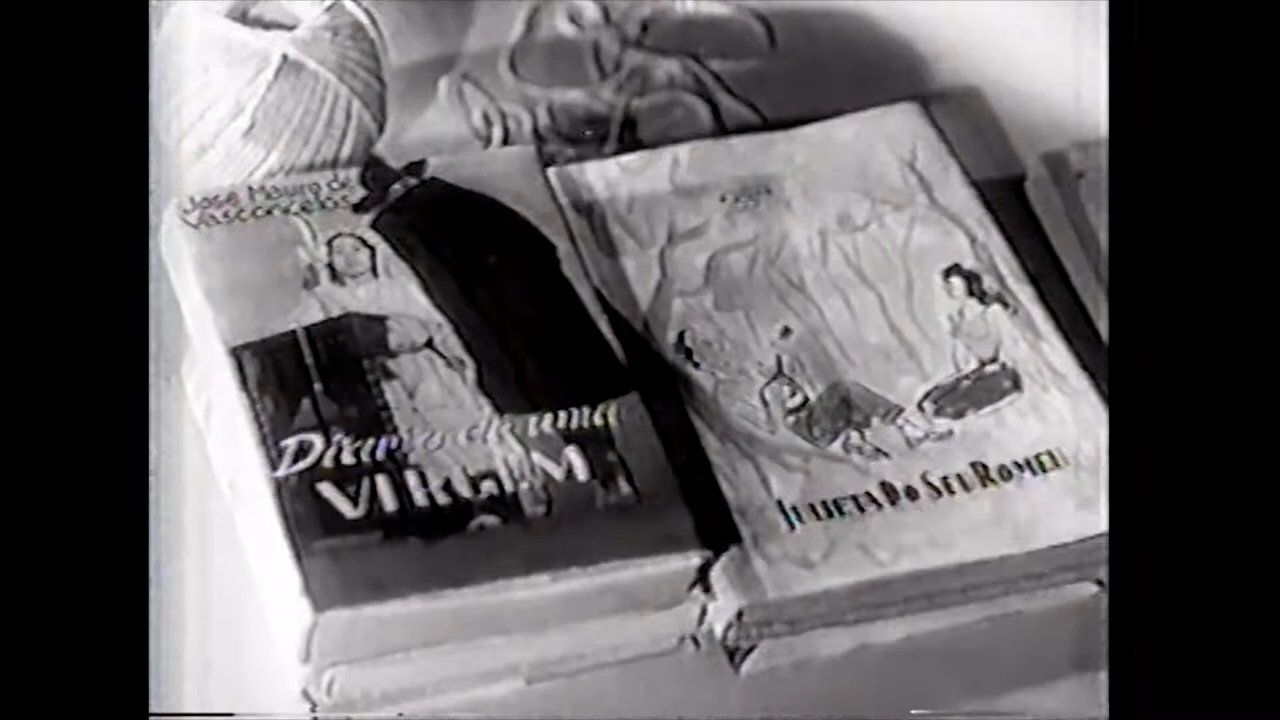 José Mauro de
Vasconcelos
Diário de uma
VIRGEM
JULIETA DO SEU ROMEU